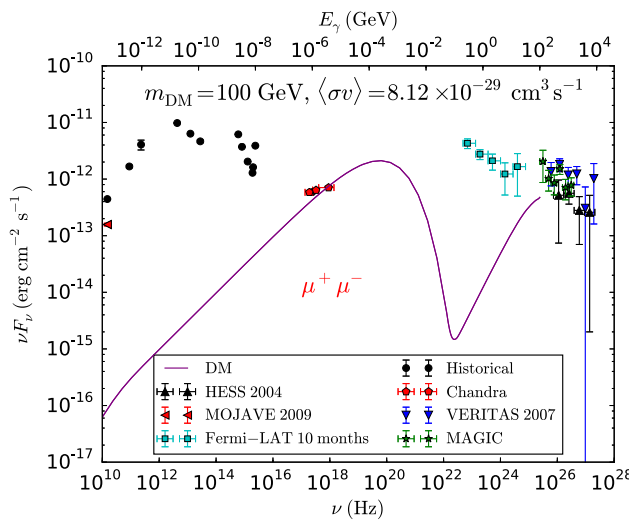 E_γ (GeV)
10^-12 10^-10 10^-8 10^-6 10^-4 10^-2 10^0 10^2 10^4
m_DM = 100 GeV, ⟨σv⟩ = 8.12 ×10^-29 cm^3 s^-1
10^-10
10^-11
10^-12
10^-13
10^-14
10^-15
10^-16
10^-17
νF_ν (erg cm^-2 s^-1)
μ^+ μ^-
DM
HESS 2004
MOJAVE 2009
Fermi−LAT 10 months
Historical
Chandra
VERITAS 2007
MAGIC
10^10 10^12 10^14 10^16 10^18 10^20 10^22 10^24 10^26 10^28
ν (Hz)